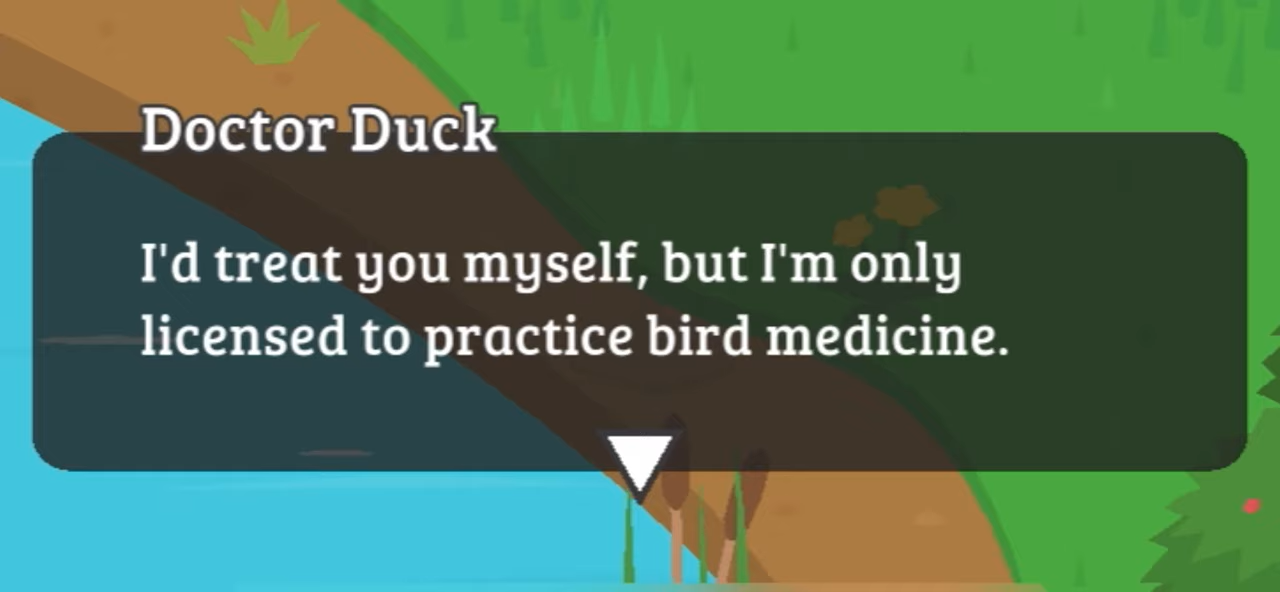 Doctor Duck
I'd treat you myself, but I'm only
licensed to practice bird medicine.